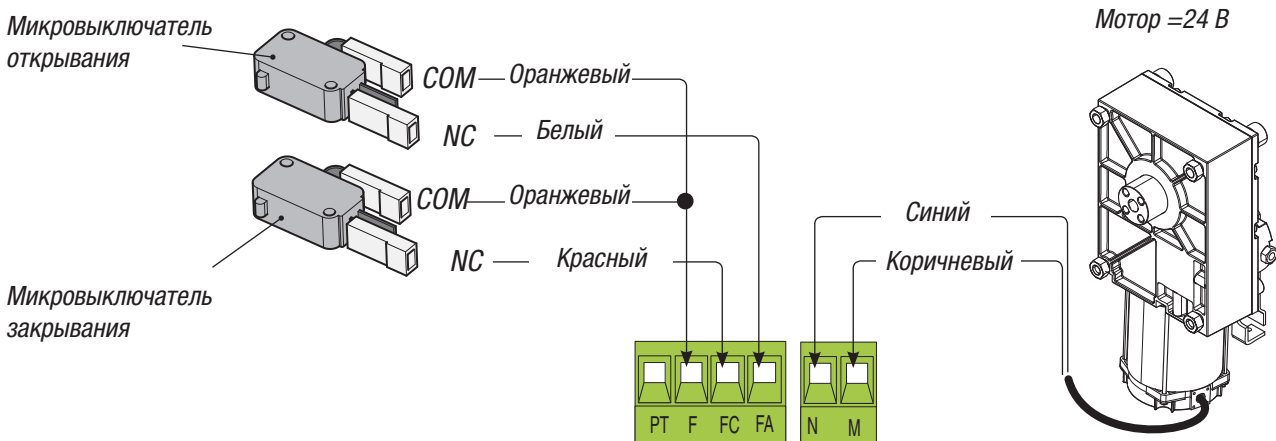 Мотор =24 В
Микровыключатель
открывания
COM
Оранжевый
NC
Белый
COM
Оранжевый
NC
Красный
Микровыключатель
закрывания
Синий
Коричневый
PT F FC FA N M